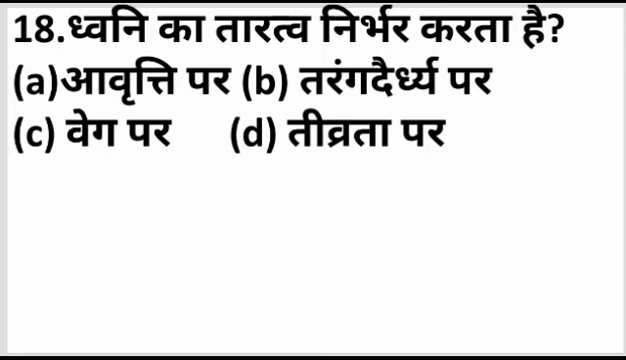 18.ध्वनि का तारत्व निर्भर करता है?
(a)आवृत्ति पर (b) तरंगदैर्ध्य पर
(c) वेग पर (d) तीव्रता पर